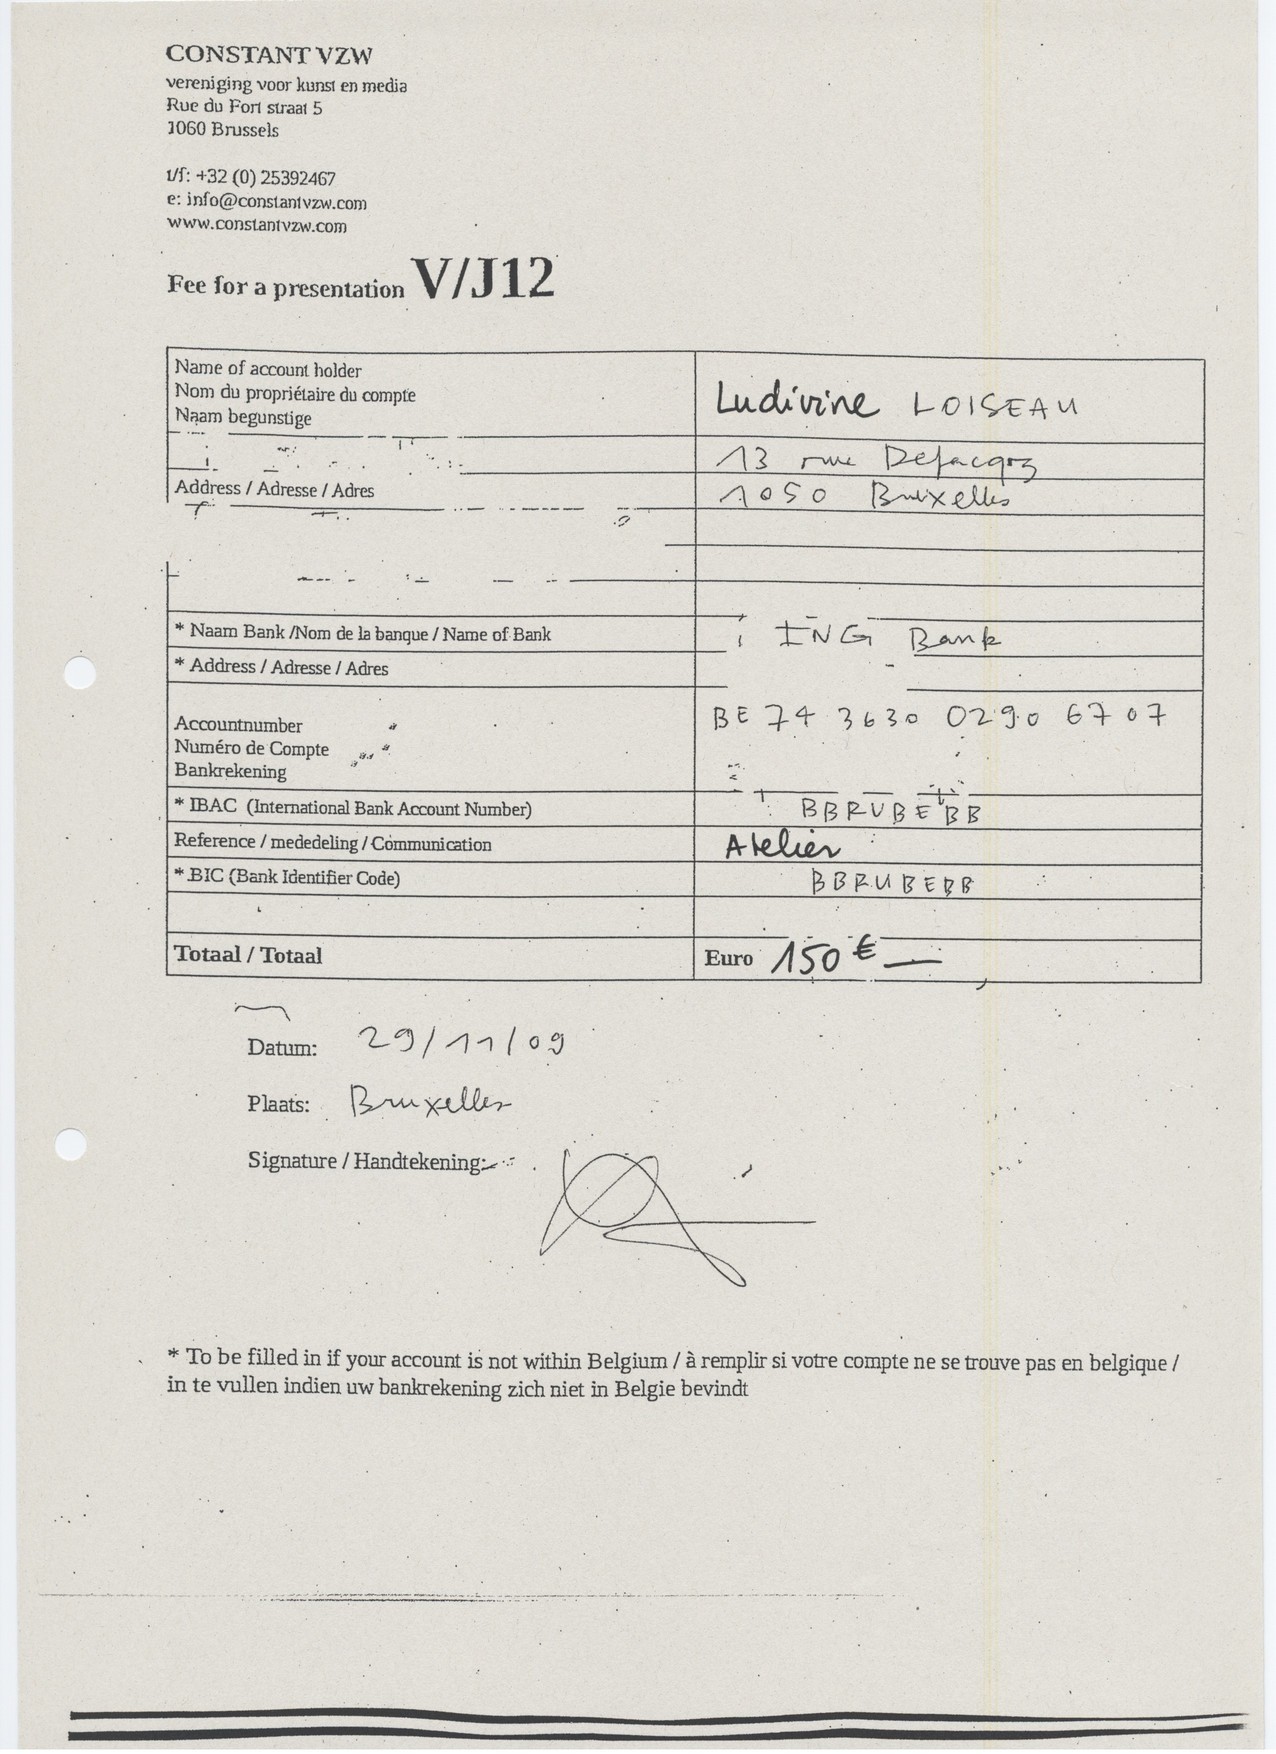 CONSTANT VZW
vereniging voor kunst en media
Rue du Fort straat 5
1060 Brussels
t/f: +32 (0) 25392467
e: info@constantvzw.com
www.constantvzw.com
Fee for a presentation V/J12
Name of account holder
Nom du propriétaire du compte
Naam begunstige
Ludivine LOISEAU
13 rue Defacqz
Address / Adresse / Adres
1050 Bruxelles
* Naam Bank /Nom de la banque / Name of Bank
ING Bank
* Address / Adresse / Adres
Accountnumber
Numéro de Compte
Bankrekening
BE 74 3630 0290 6707
* IBAC (International Bank Account Number)
BBRUBEBB
Reference / mededeling / Communication
Atelier
* BIC (Bank Identifier Code)
BBRUBEBB
Totaal / Totaal
Euro 150 €
Datum: 29/11/09
Plaats: Bruxelles
Signature / Handtekening:
* To be filled in if your account is not within Belgium / à remplir si votre compte ne se trouve pas en belgique /
in te vullen indien uw bankrekening zich niet in Belgie bevindt